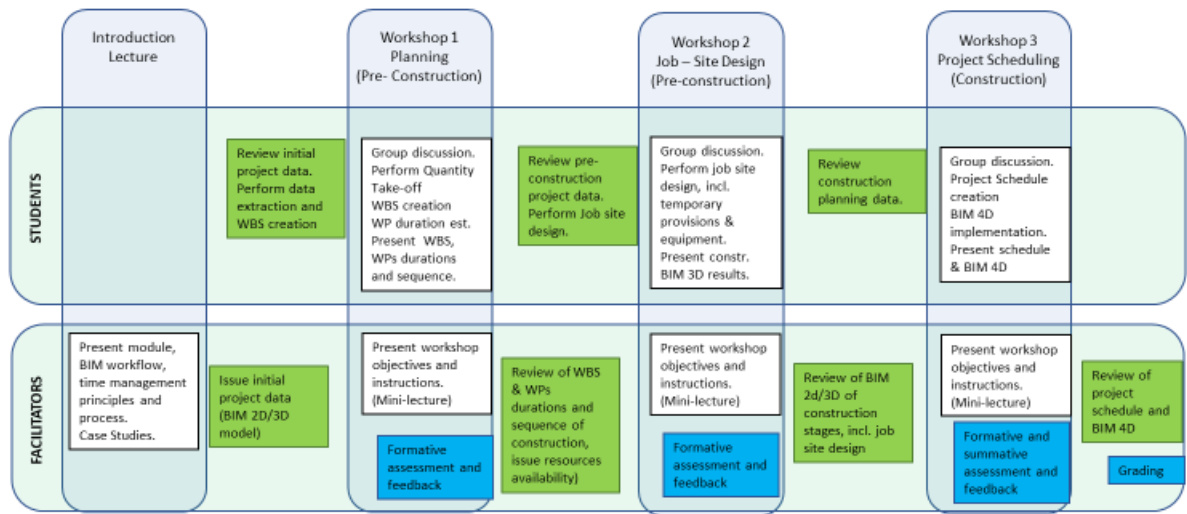 Introduction
Lecture
Workshop 1
Planning
(Pre- Construction)
Workshop 2
Job – Site Design
(Pre-construction)
Workshop 3
Project Scheduling
(Construction)
STUDENTS
Review initial
project data.
Perform data
extraction and
WBS creation
Group discussion.
Perform Quantity
Take-off
WBS creation
WP duration est.
Present WBS,
WPs durations
and sequence.
Review pre-
construction
project data.
Perform Job site
design.
Group discussion.
Perform job site
design, incl.
temporary
provisions &
equipment.
Present constr.
BIM 3D results.
Review
construction
planning data.
Group discussion.
Project Schedule
creation
BIM 4D
implementation.
Present schedule
& BIM 4D
FACILITATORS
Present module,
BIM workflow,
time management
principles and
process.
Case Studies.
Issue initial
project data
(BIM 2D/3D
model)
Present workshop
objectives and
instructions.
(Mini-lecture)
Formative
assessment and
feedback
Review of WBS
& WPs
durations and
sequence of
construction,
issue resources
availability)
Present workshop
objectives and
instructions.
(Mini-lecture)
Formative
assessment and
feedback
Review of BIM
2d/3D of
construction
stages, incl. job
site design
Present workshop
objectives and
instructions.
(Mini-lecture)
Formative and
summative
assessment and
feedback
Review of
project
schedule and
BIM 4D
Grading